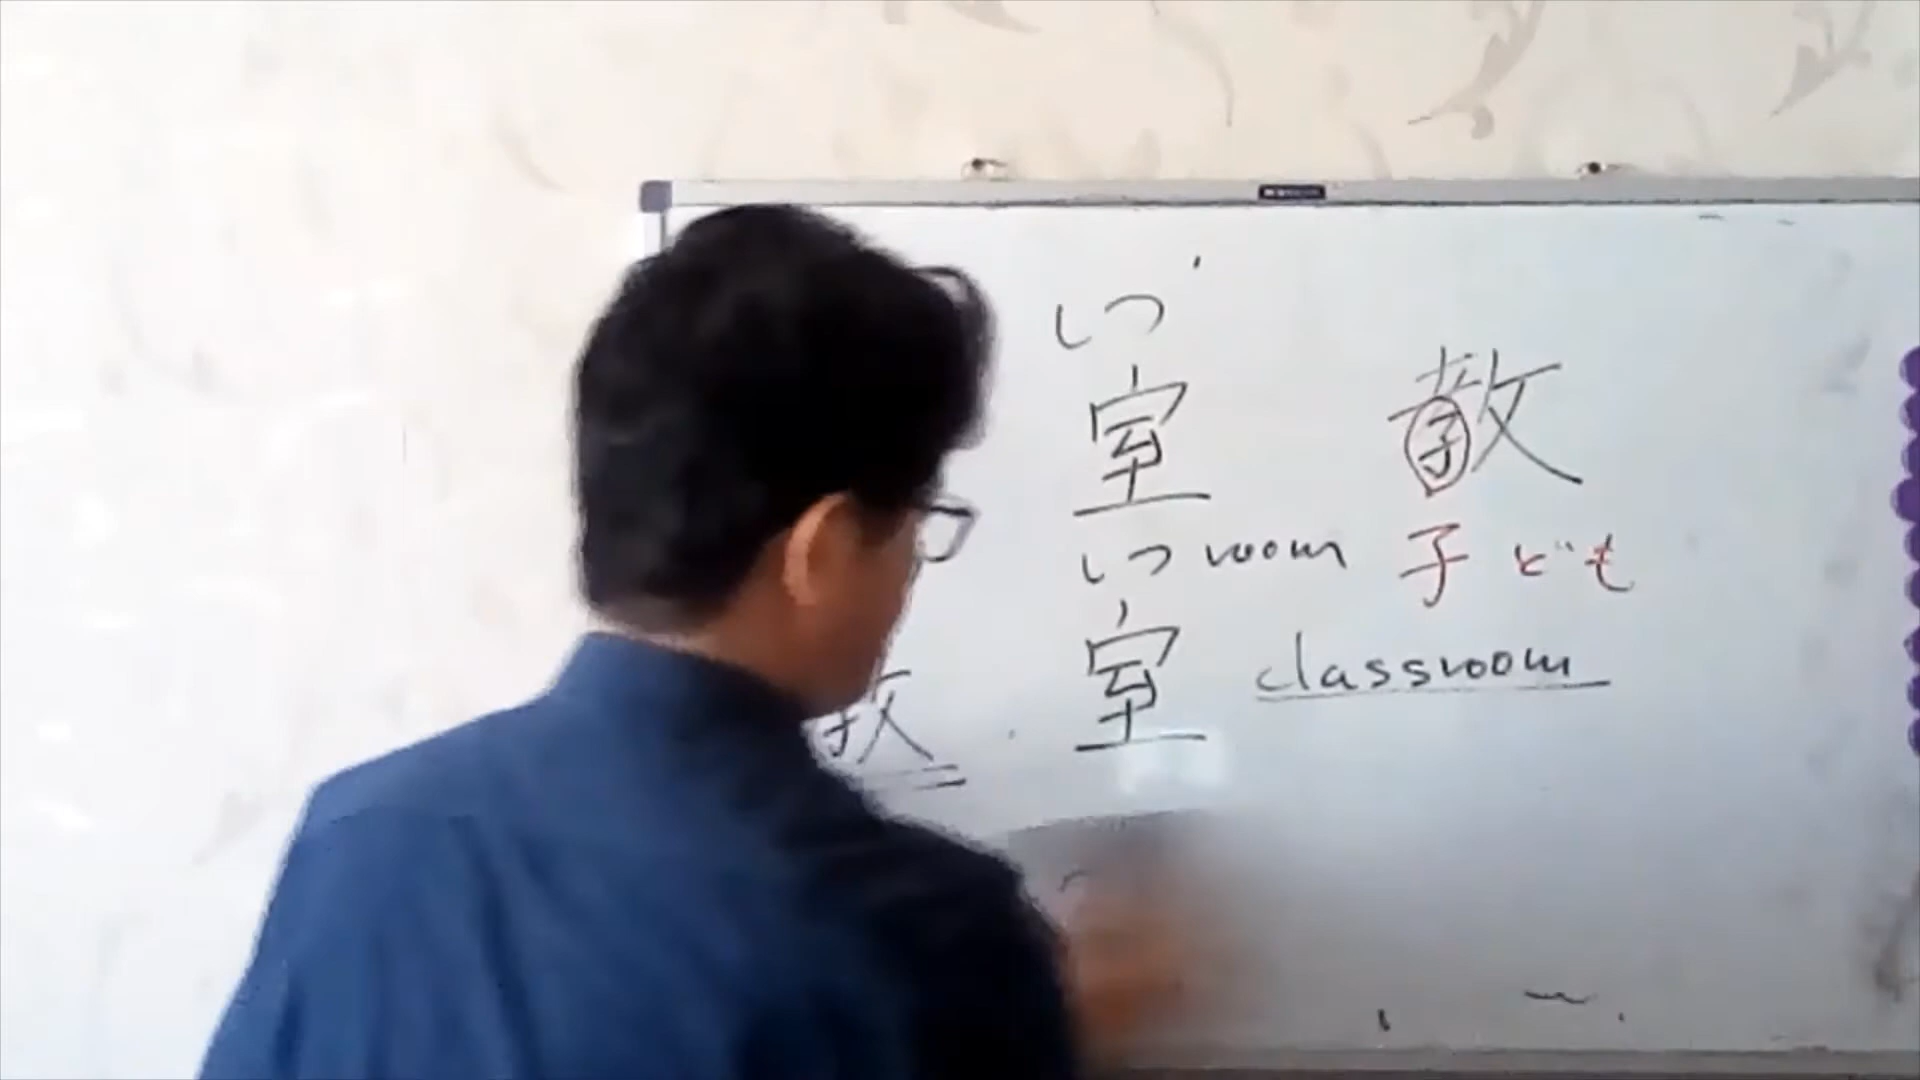 しつ
室 教
しつ room 子ども
教 室 classroom